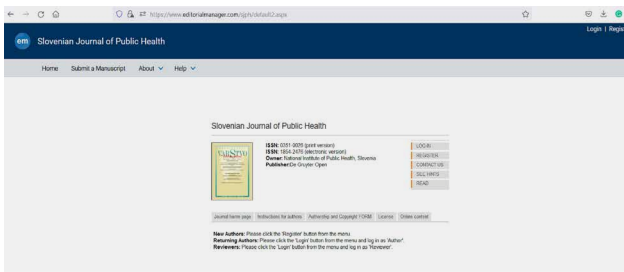 https://www.editorialmanager.com/sjph/default2.aspx
em
Slovenian Journal of Public Health
Login | Regis
Home Submit a Manuscript About Help
Slovenian Journal of Public Health
VARSTVO
ISSN: 0351-0026 (print version)
ISSN: 1854-2476 (electronic version)
Owner: National Institute of Public Health, Slovenia
Publisher:De Gruyter Open
LOG IN
REGISTER
CONTACT US
READ
Journal home page Instructions for authors Authorship and Copyright FORM License Online content
New Authors: Please click the 'Register' button from the menu.
Returning Authors: Please click the 'Login' button from the menu and log in as 'Author'.
Reviewers: Please click the 'Login' button from the menu and log in as 'Reviewer'.